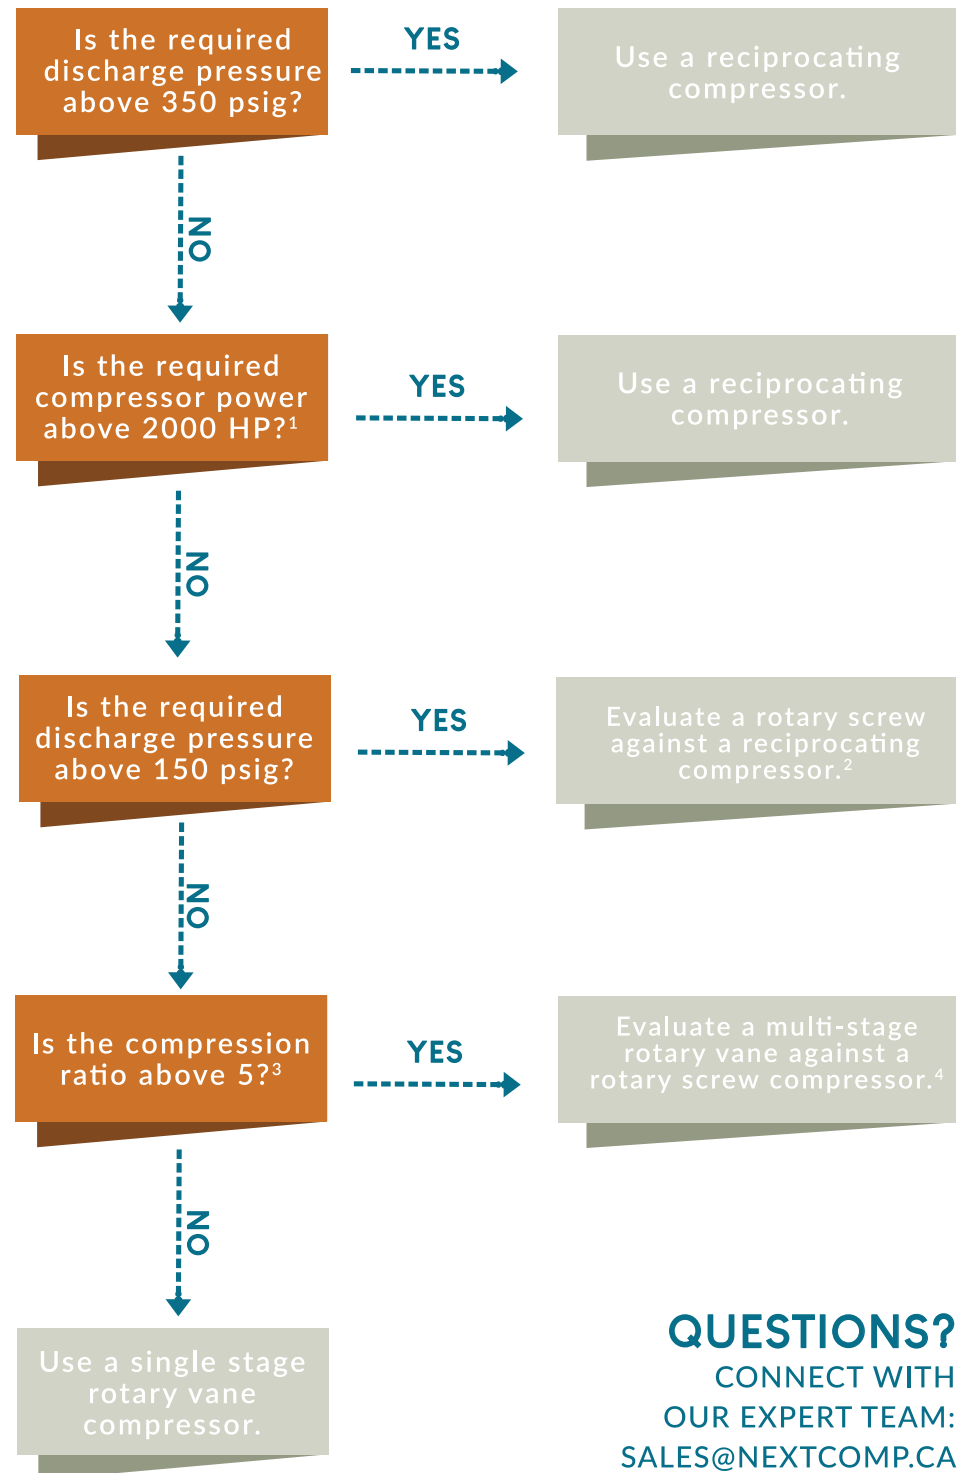 Is the required
discharge pressure
above 350 psig?
YES
Use a reciprocating
compressor.
NO
Is the required
compressor power
above 2000 HP?¹
YES
Use a reciprocating
compressor.
NO
Is the required
discharge pressure
above 150 psig?
YES
Evaluate a rotary screw
against a reciprocating
compressor.²
NO
Is the compression
ratio above 5?³
YES
Evaluate a multi-stage
rotary vane against a
rotary screw compressor.⁴
NO
Use a single stage
rotary vane
compressor.
QUESTIONS?
CONNECT WITH
OUR EXPERT TEAM:
SALES@NEXTCOMP.CA